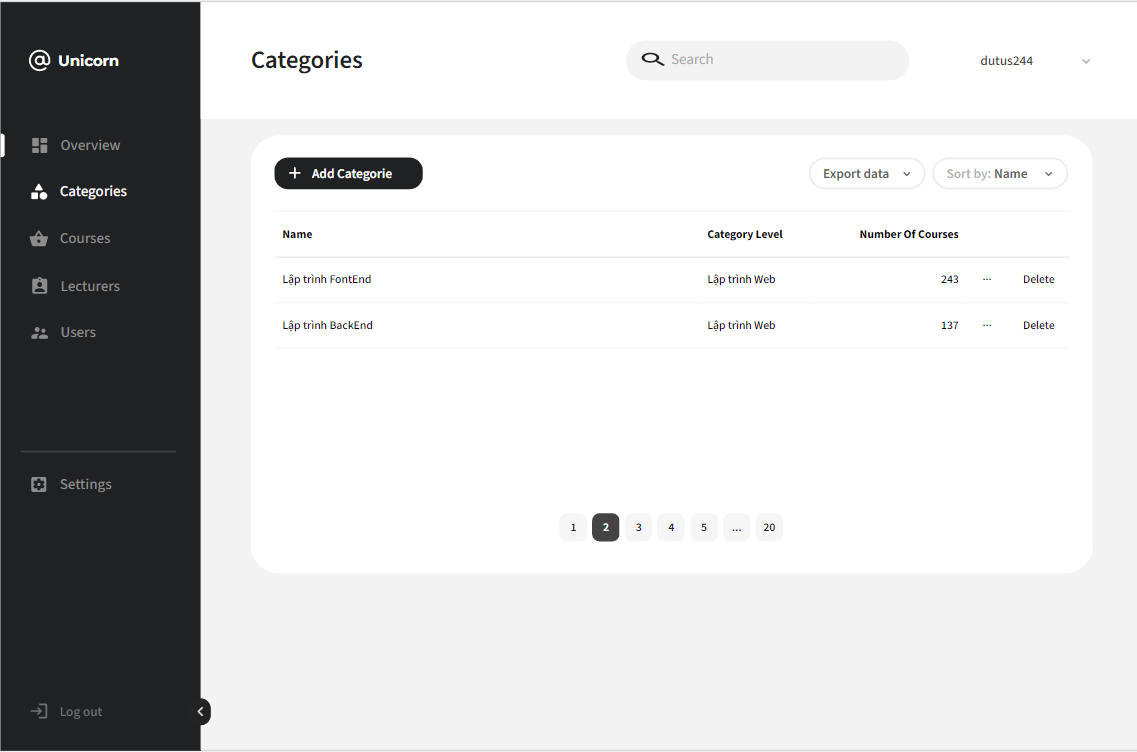 Unicorn
Categories
Search
dutus244
Overview
Categories
Courses
Lecturers
Users
Settings
Log out
Add Categorie
Export data
Sort by: Name
Name Category Level Number Of Courses
Lập trình FontEnd Lập trình Web 243 ... Delete
Lập trình BackEnd Lập trình Web 137 ... Delete
1 2 3 4 5 ... 20